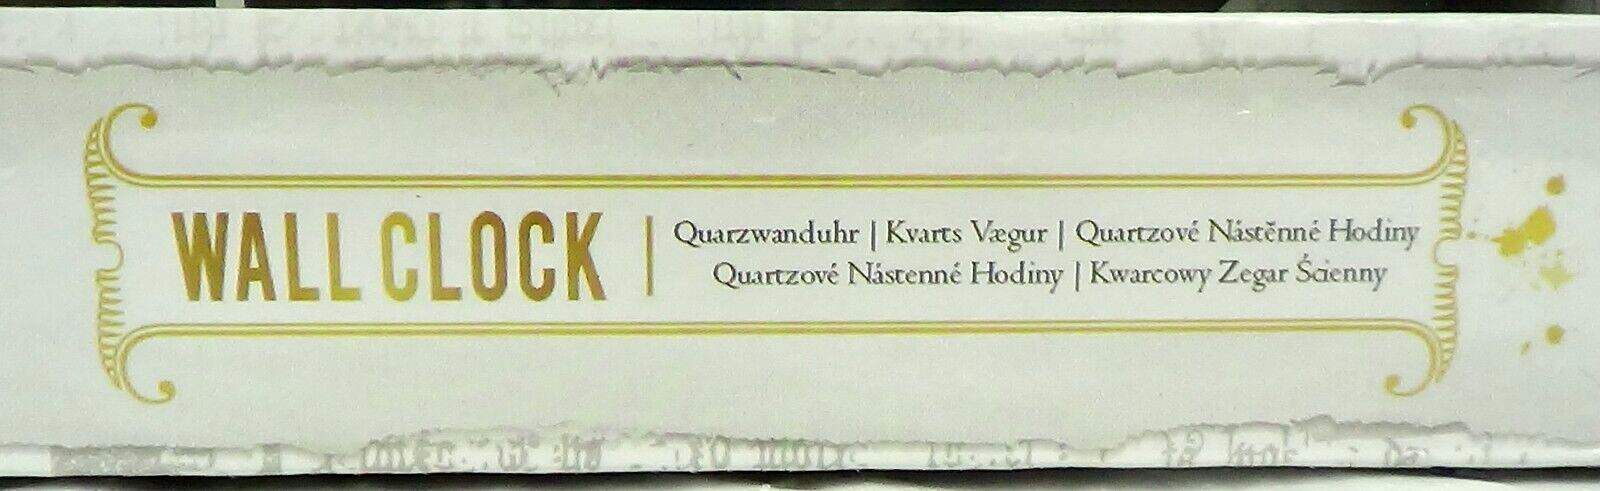 WALL CLOCK
Quarzwanduhr | Kvarts Vægur | Quartzové Nástěnné Hodiny
Quartzové Nástenné Hodiny | Kwarcowy Zegar Ścienny